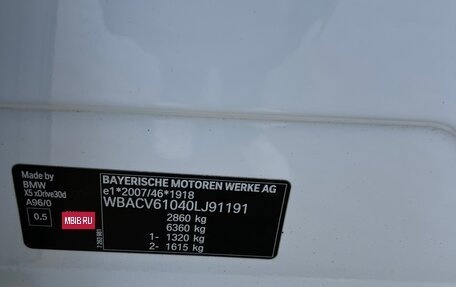 Made by
BMW
X5 xDrive30d
A96/0
0.5
MBIB.RU
BAYERISCHE MOTOREN WERKE AG
e1*2007/46*1918
WBACV61040LJ91191
2860 kg
6360 kg
1- 1320 kg
2- 1615 kg